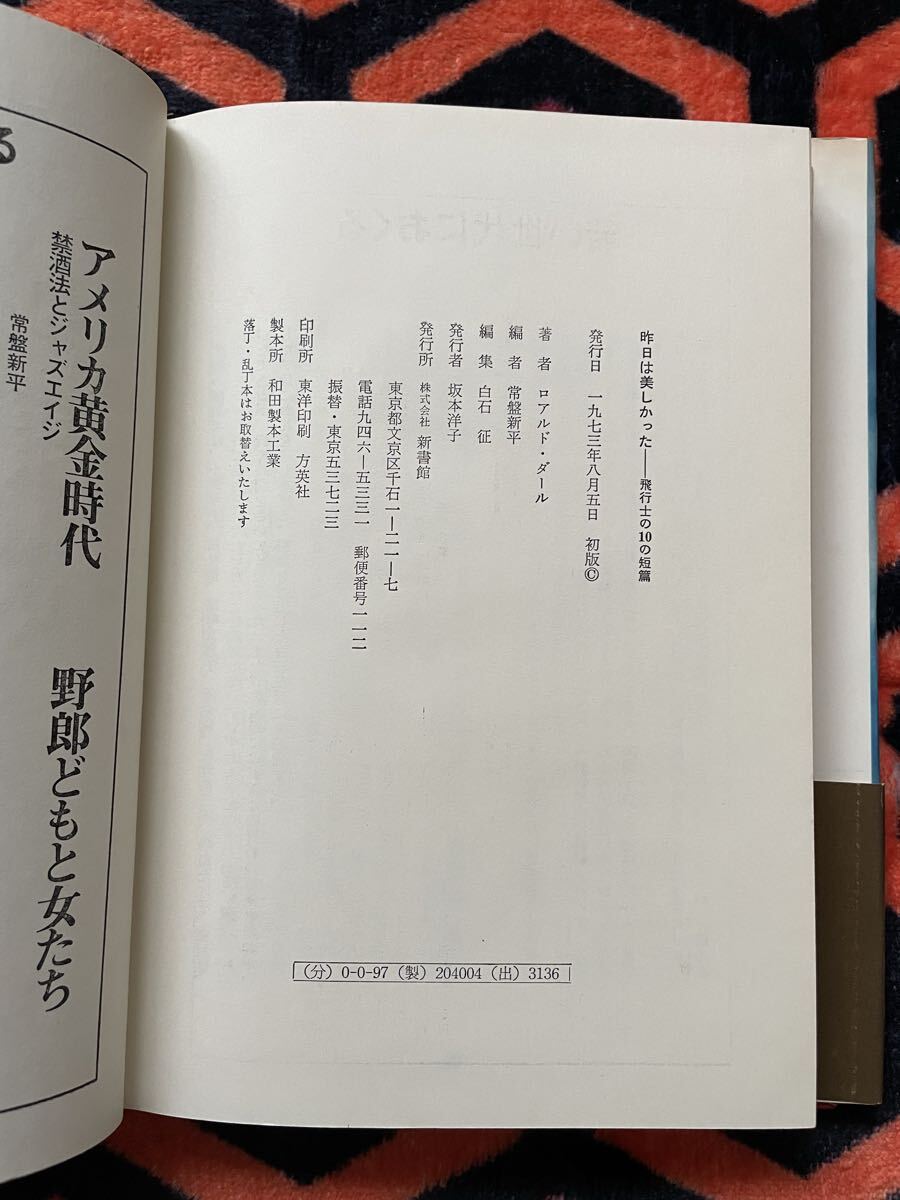 昨日は美しかった――飛行士の10の短篇
発行日 一九七三年八月五日 初版©
著者 ロアルド・ダール
編者 常盤新平
編集 白石 征
発行者 坂本洋子
発行所 株式会社 新書館
東京都文京区千石一―二一―七
電話九四六―五三三一 郵便番号一一二
振替・東京五三七二三
印刷所 東洋印刷 方英社
製本所 和田製本工業
落丁・乱丁本はお取替えいたします
(分) 0-0-97 (製) 204004 (出) 3136
る
アメリカ黄金時代
禁酒法とジャズエイジ
常盤新平
野郎どもと女たち